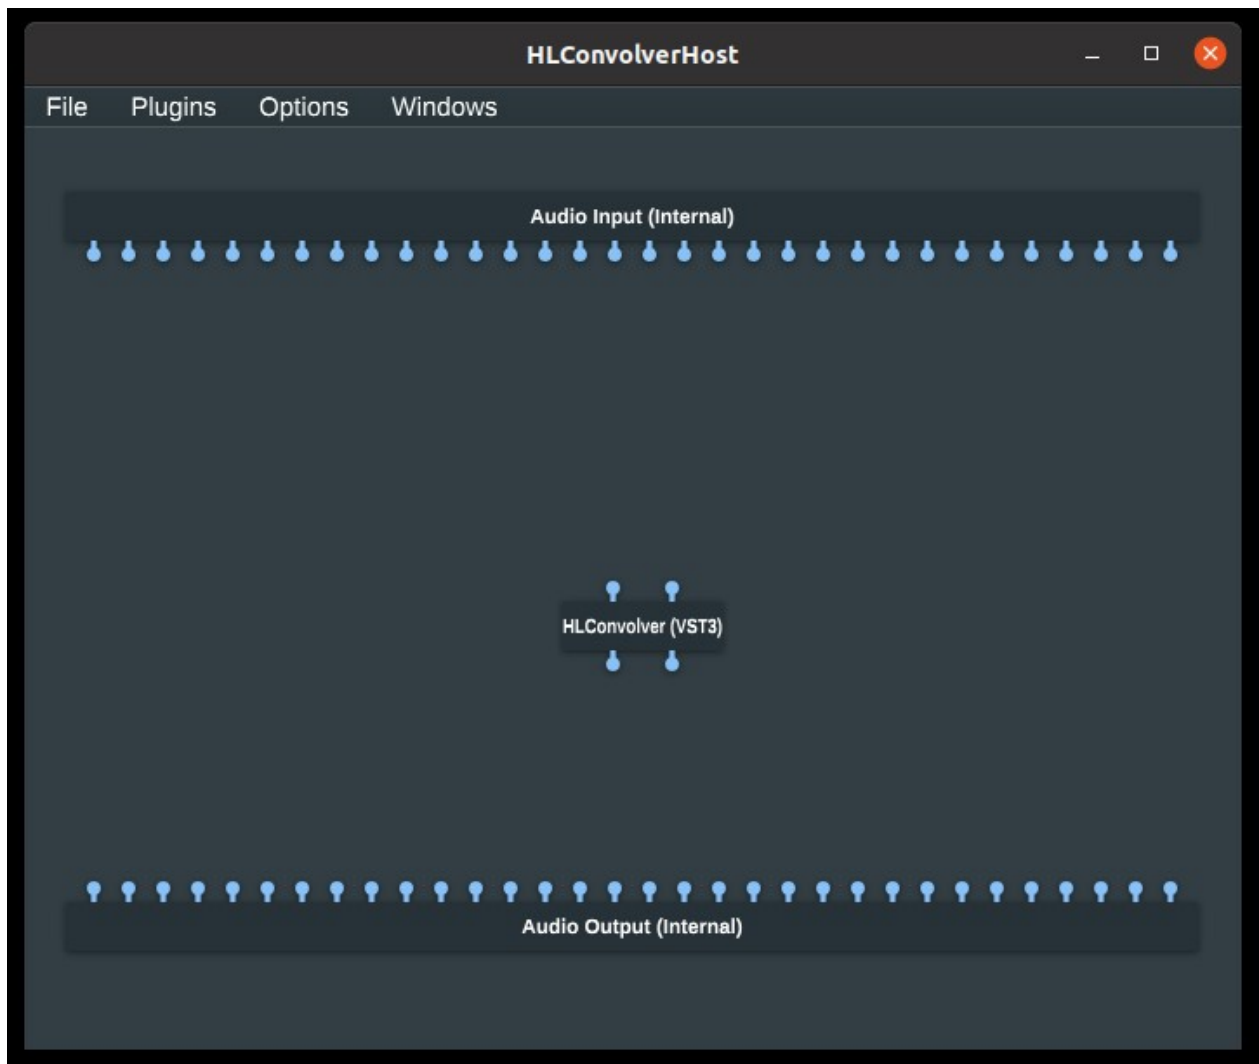 HLConvolverHost
File Plugins Options Windows
Audio Input (Internal)
HLConvolver (VST3)
Audio Output (Internal)